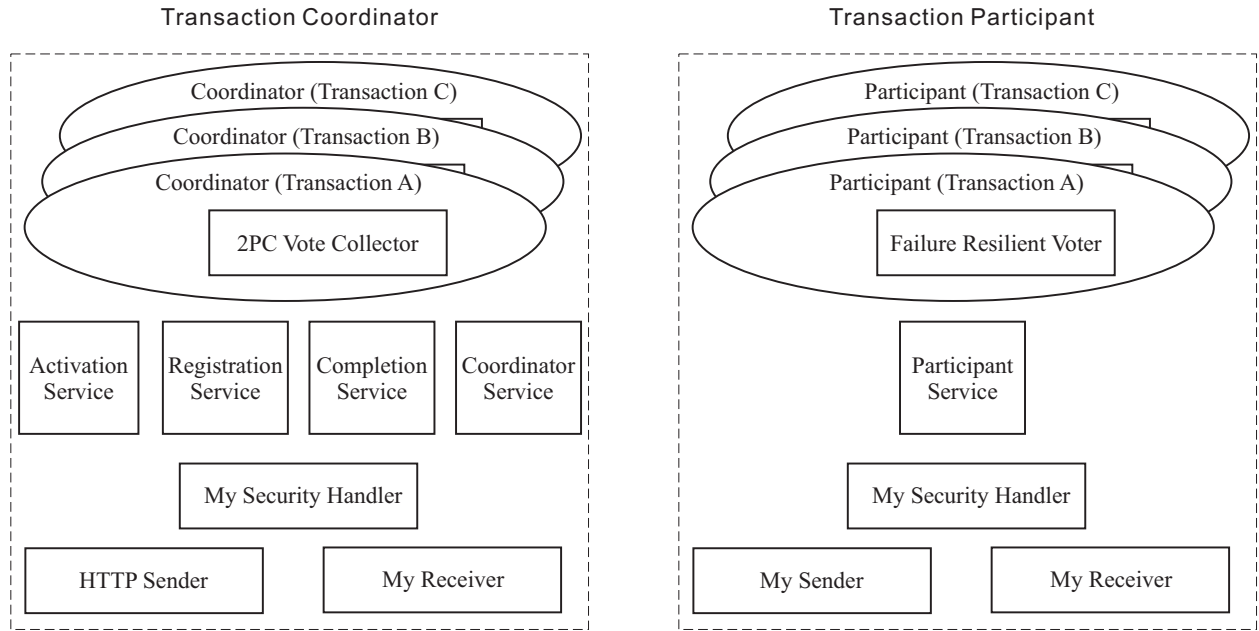 Transaction Coordinator
Coordinator (Transaction C)
Coordinator (Transaction B)
Coordinator (Transaction A)
2PC Vote Collector
Activation
Service
Registration
Service
Completion
Service
Coordinator
Service
My Security Handler
HTTP Sender
My Receiver
Transaction Participant
Participant (Transaction C)
Participant (Transaction B)
Participant (Transaction A)
Failure Resilient Voter
Participant
Service
My Security Handler
My Sender
My Receiver